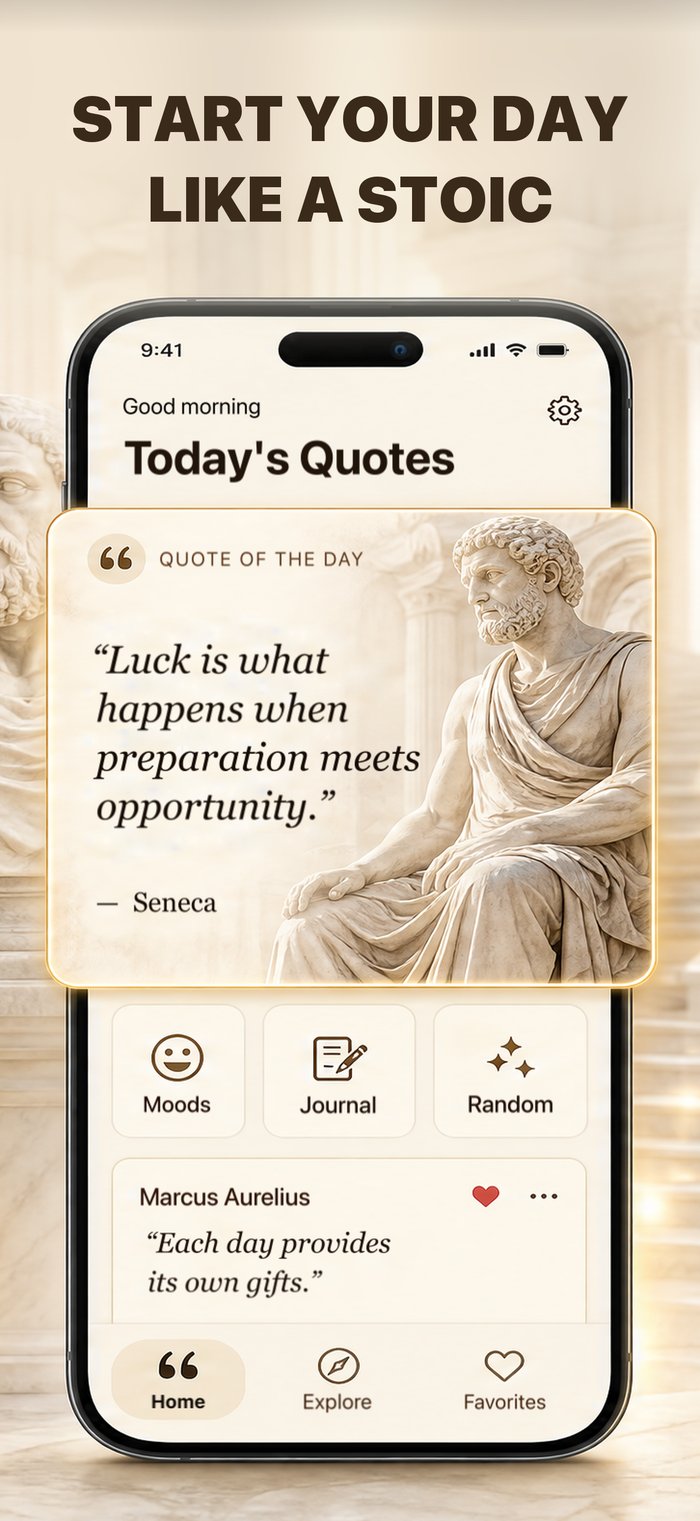 START YOUR DAY
LIKE A STOIC
9:41
Good morning
Today's Quotes
QUOTE OF THE DAY
“Luck is what
happens when
preparation meets
opportunity.”
— Seneca
Moods
Journal
Random
Marcus Aurelius
“Each day provides
its own gifts.”
Home
Explore
Favorites